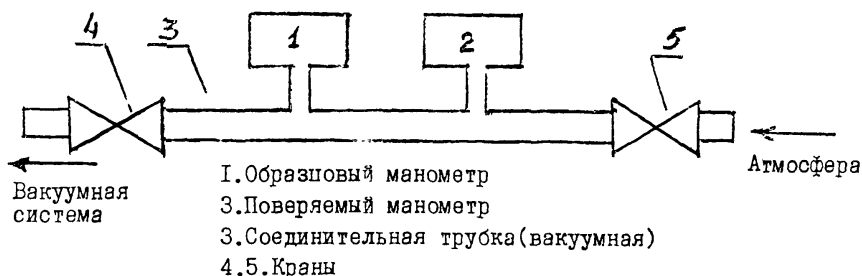 4 3 1 2 5
Вакуумная
система
Атмосфера
I.Образцовый манометр
3.Поверяемый манометр
3.Соединительная трубка(вакуумная)
4.5.Краны